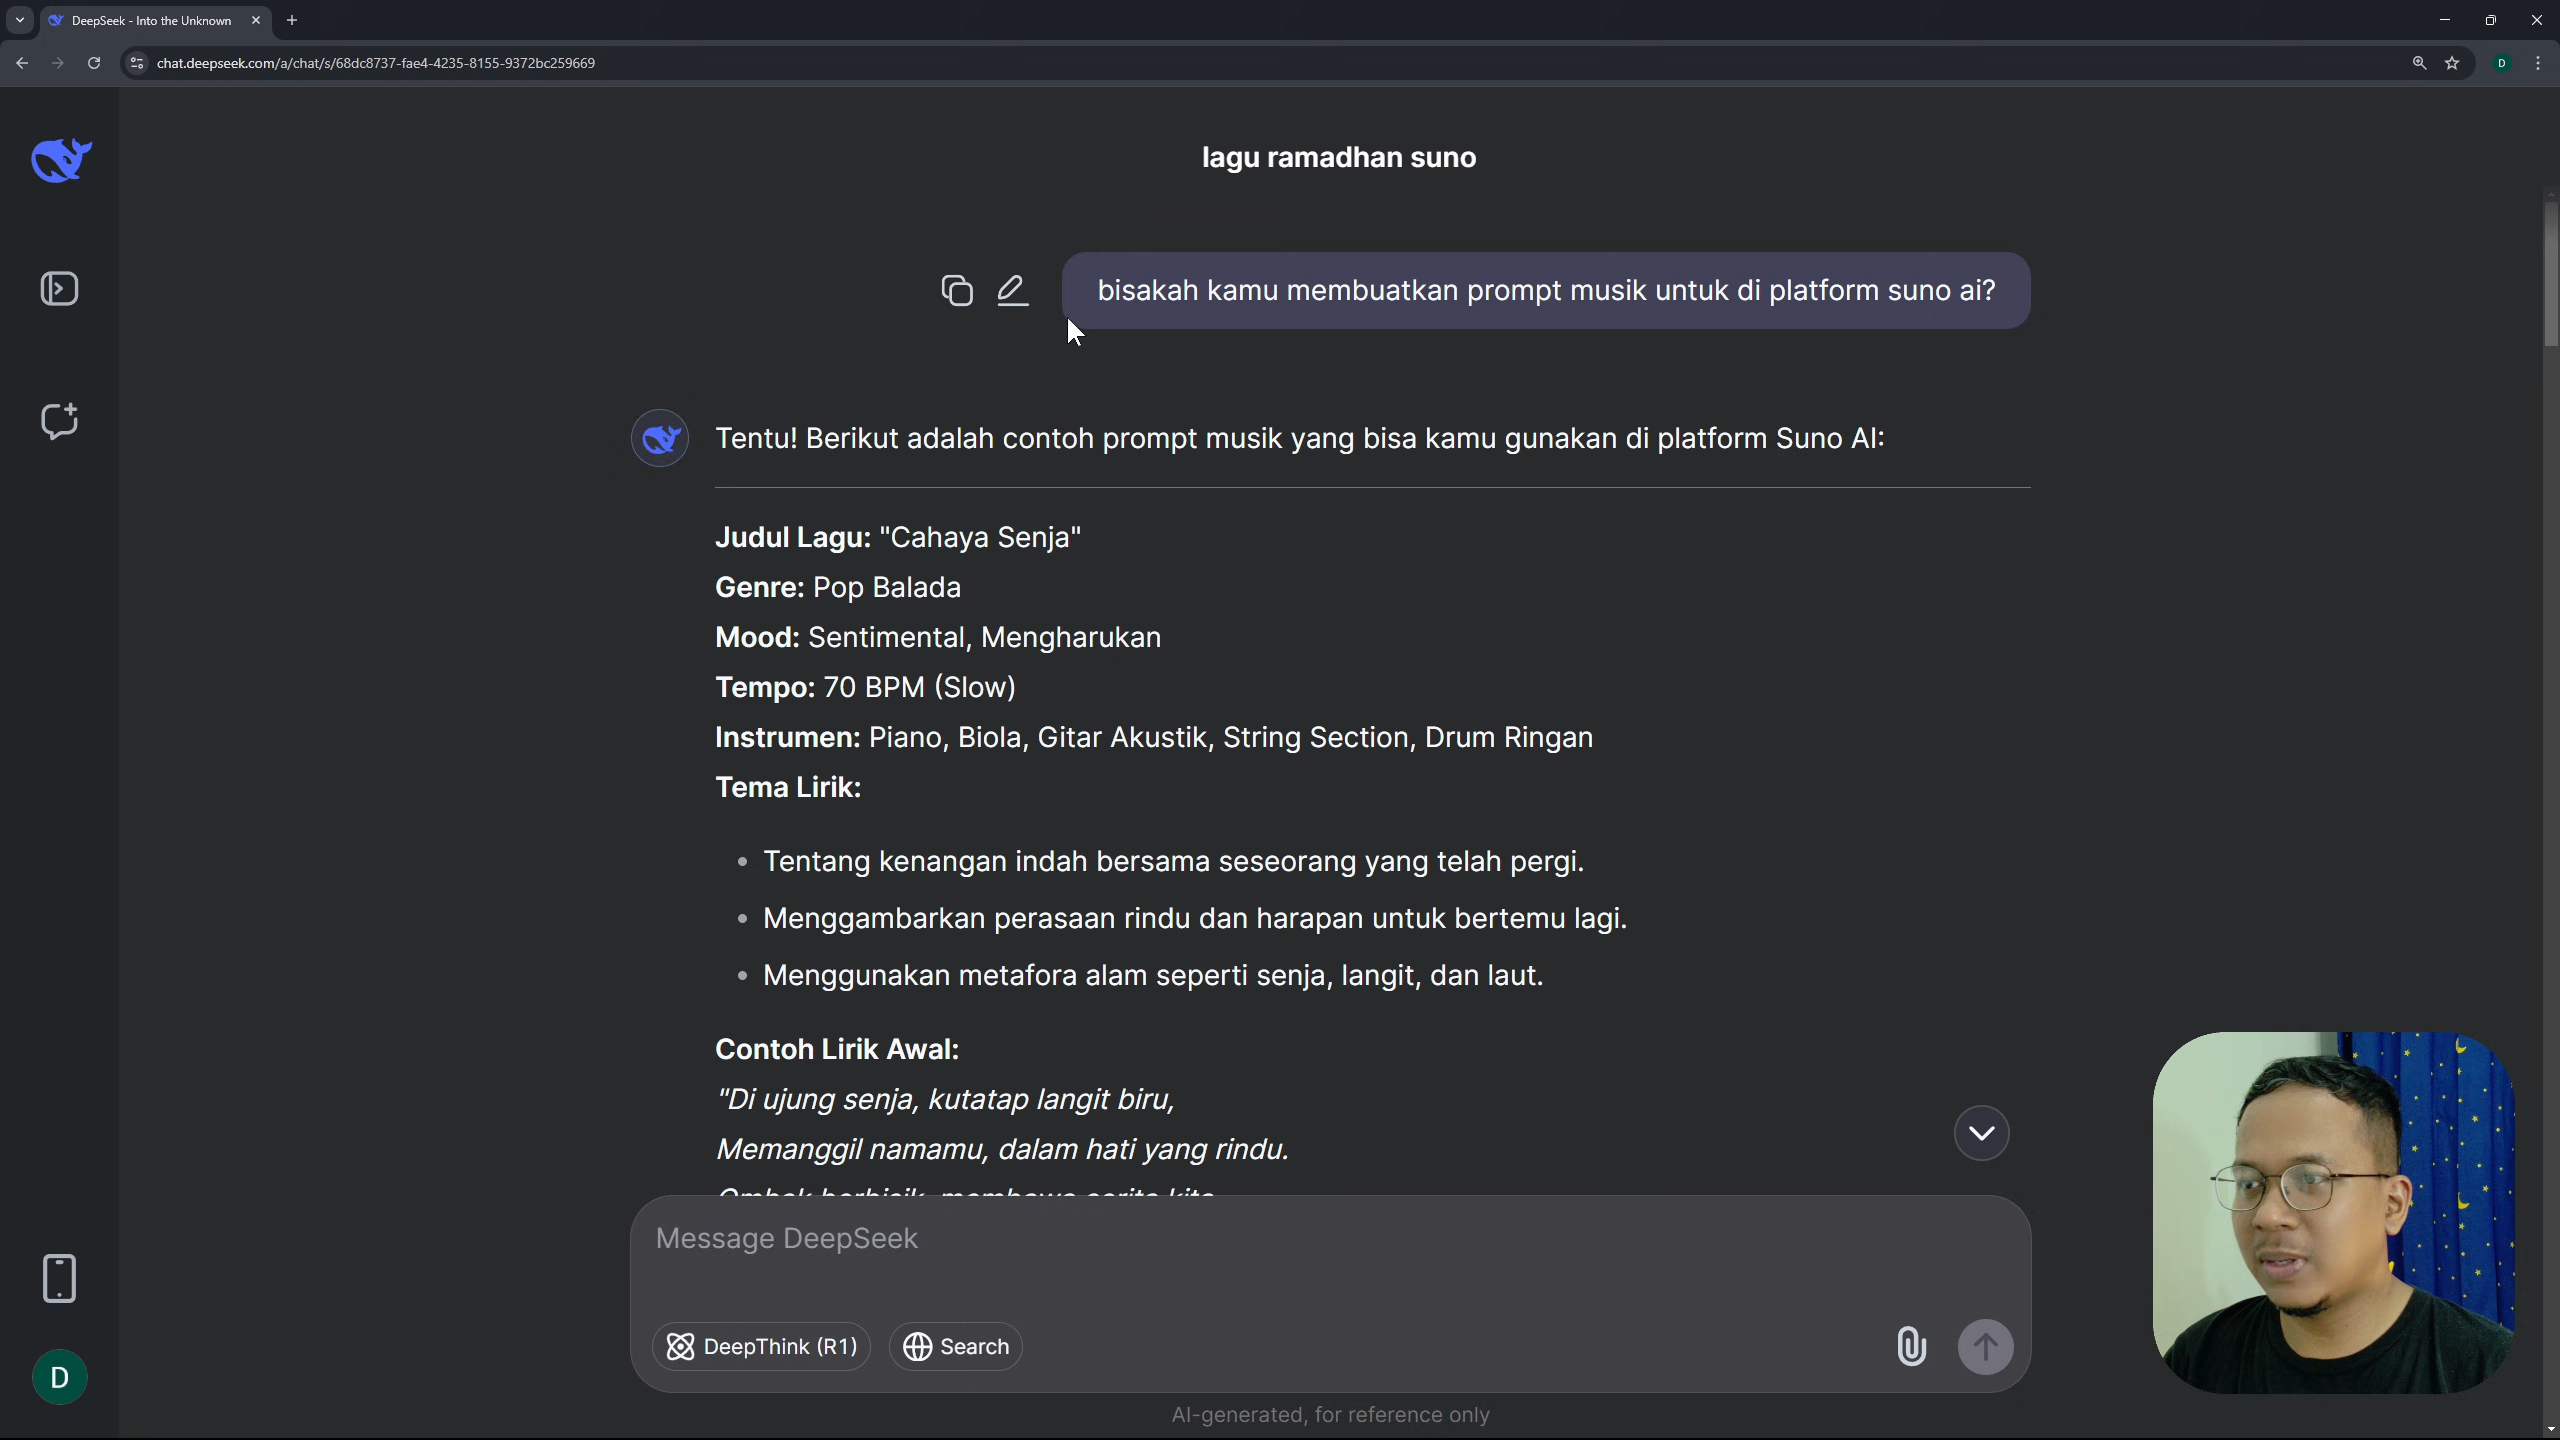 DeepSeek - Into the Unknown
chat.deepseek.com/a/chat/s/68dc8737-fae4-4235-8155-9372bc259669
D
lagu ramadhan suno
bisakah kamu membuatkan prompt musik untuk di platform suno ai?
Tentu! Berikut adalah contoh prompt musik yang bisa kamu gunakan di platform Suno AI:
Judul Lagu: "Cahaya Senja"
Genre: Pop Balada
Mood: Sentimental, Mengharukan
Tempo: 70 BPM (Slow)
Instrumen: Piano, Biola, Gitar Akustik, String Section, Drum Ringan
Tema Lirik:
• Tentang kenangan indah bersama seseorang yang telah pergi.
• Menggambarkan perasaan rindu dan harapan untuk bertemu lagi.
• Menggunakan metafora alam seperti senja, langit, dan laut.
Contoh Lirik Awal:
"Di ujung senja, kutatap langit biru,
Memanggil namamu, dalam hati yang rindu.
Message DeepSeek
DeepThink (R1)
Search
D
AI-generated, for reference only